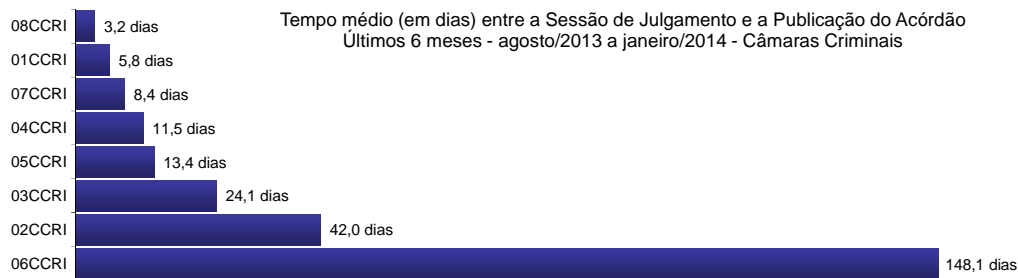 Tempo médio (em dias) entre a Sessão de Julgamento e a Publicação do Acórdão
Últimos 6 meses - agosto/2013 a janeiro/2014 - Câmaras Criminais
08CCRI 3,2 dias
01CCRI 5,8 dias
07CCRI 8,4 dias
04CCRI 11,5 dias
05CCRI 13,4 dias
03CCRI 24,1 dias
02CCRI 42,0 dias
06CCRI 148,1 dias